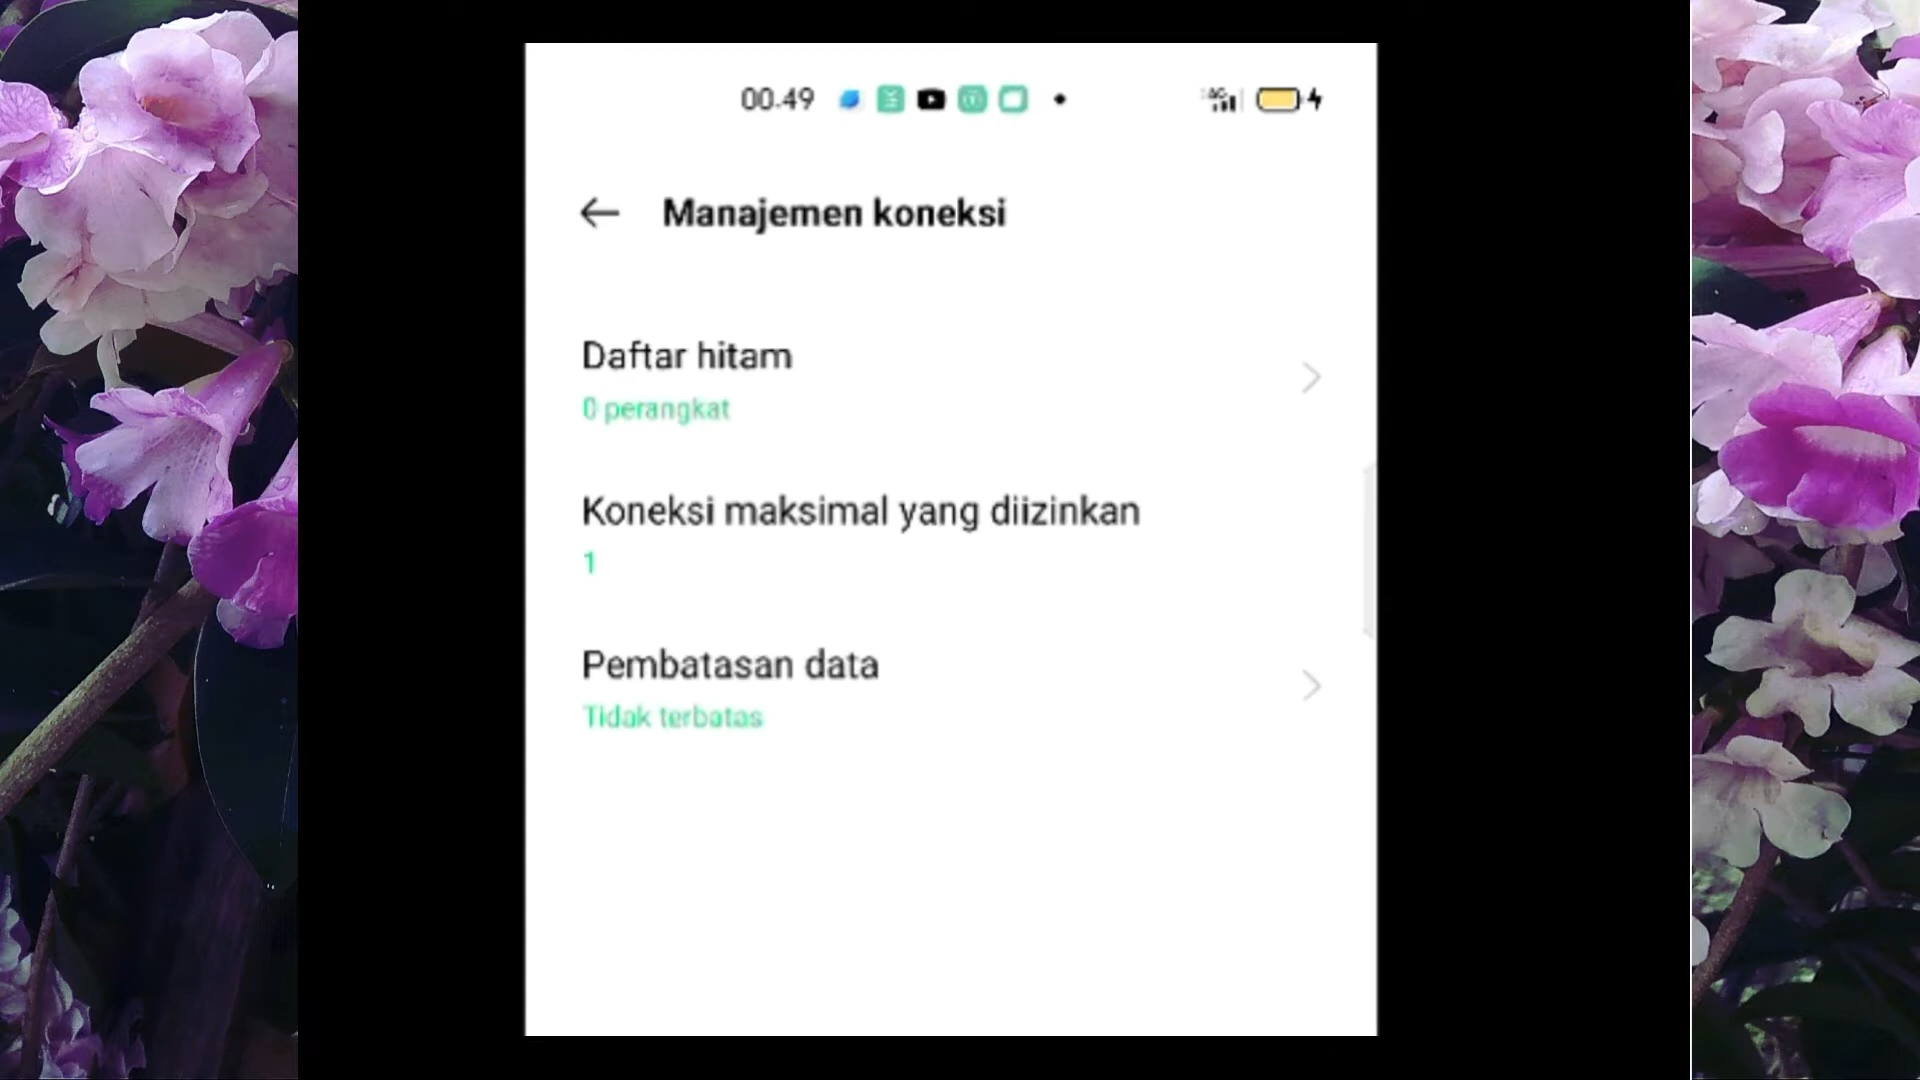 00.49
Manajemen koneksi
Daftar hitam
0 perangkat
Koneksi maksimal yang diizinkan
1
Pembatasan data
Tidak terbatas